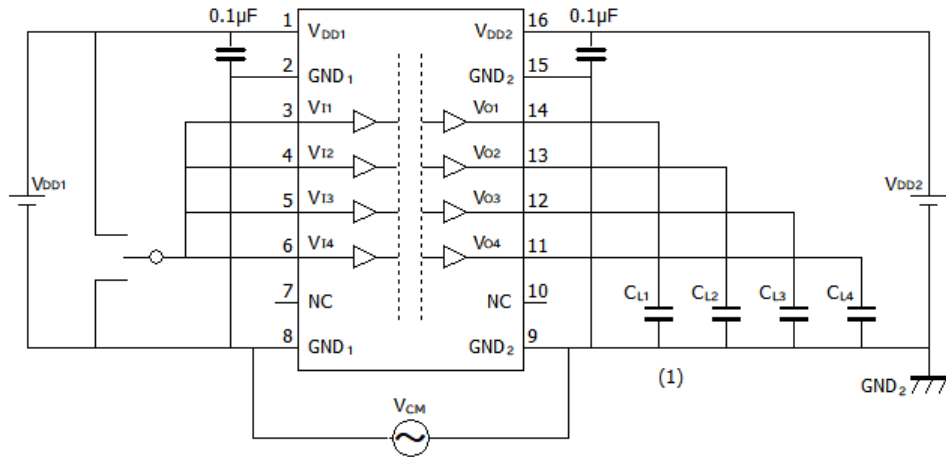 0.1µF
1
VDD1
VDD2
16
0.1µF
2
GND1
GND2
15
3
VI1
VO1
14
4
VI2
VO2
13
VDD1
VDD2
5
VI3
VO3
12
6
VI4
VO4
11
7
NC
NC
10
CL1
CL2
CL3
CL4
8
GND1
GND2
9
(1)
GND2
VCM